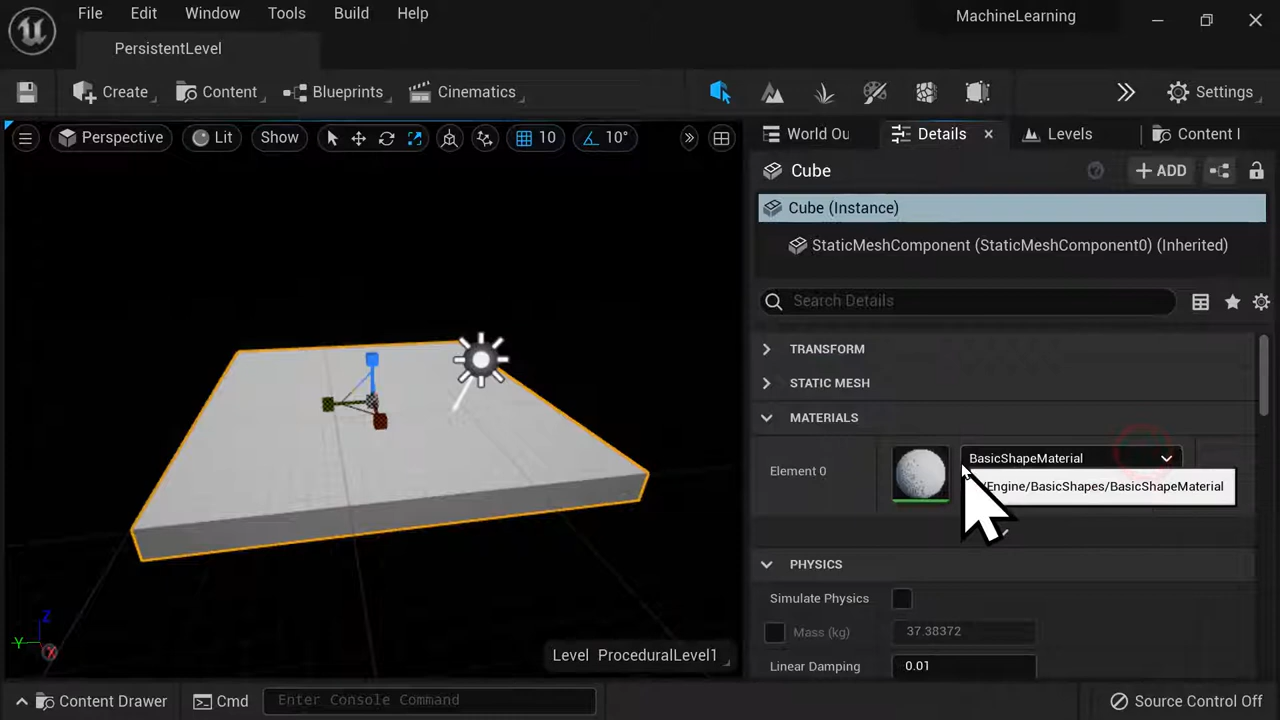 File Edit Window Tools Build Help MachineLearning
PersistentLevel
Create Content Blueprints Cinematics Settings
Perspective Lit Show 10 10°
World Ou Details Levels Content I
Cube ADD
Cube (Instance)
StaticMeshComponent (StaticMeshComponent0) (Inherited)
Search Details
TRANSFORM
STATIC MESH
MATERIALS
Element 0 BasicShapeMaterial
/Engine/BasicShapes/BasicShapeMaterial
PHYSICS
Simulate Physics
Mass (kg) 37.38372
Linear Damping 0.01
Z
Y
X
Level ProceduralLevel1
Content Drawer Cmd Enter Console Command Source Control Off